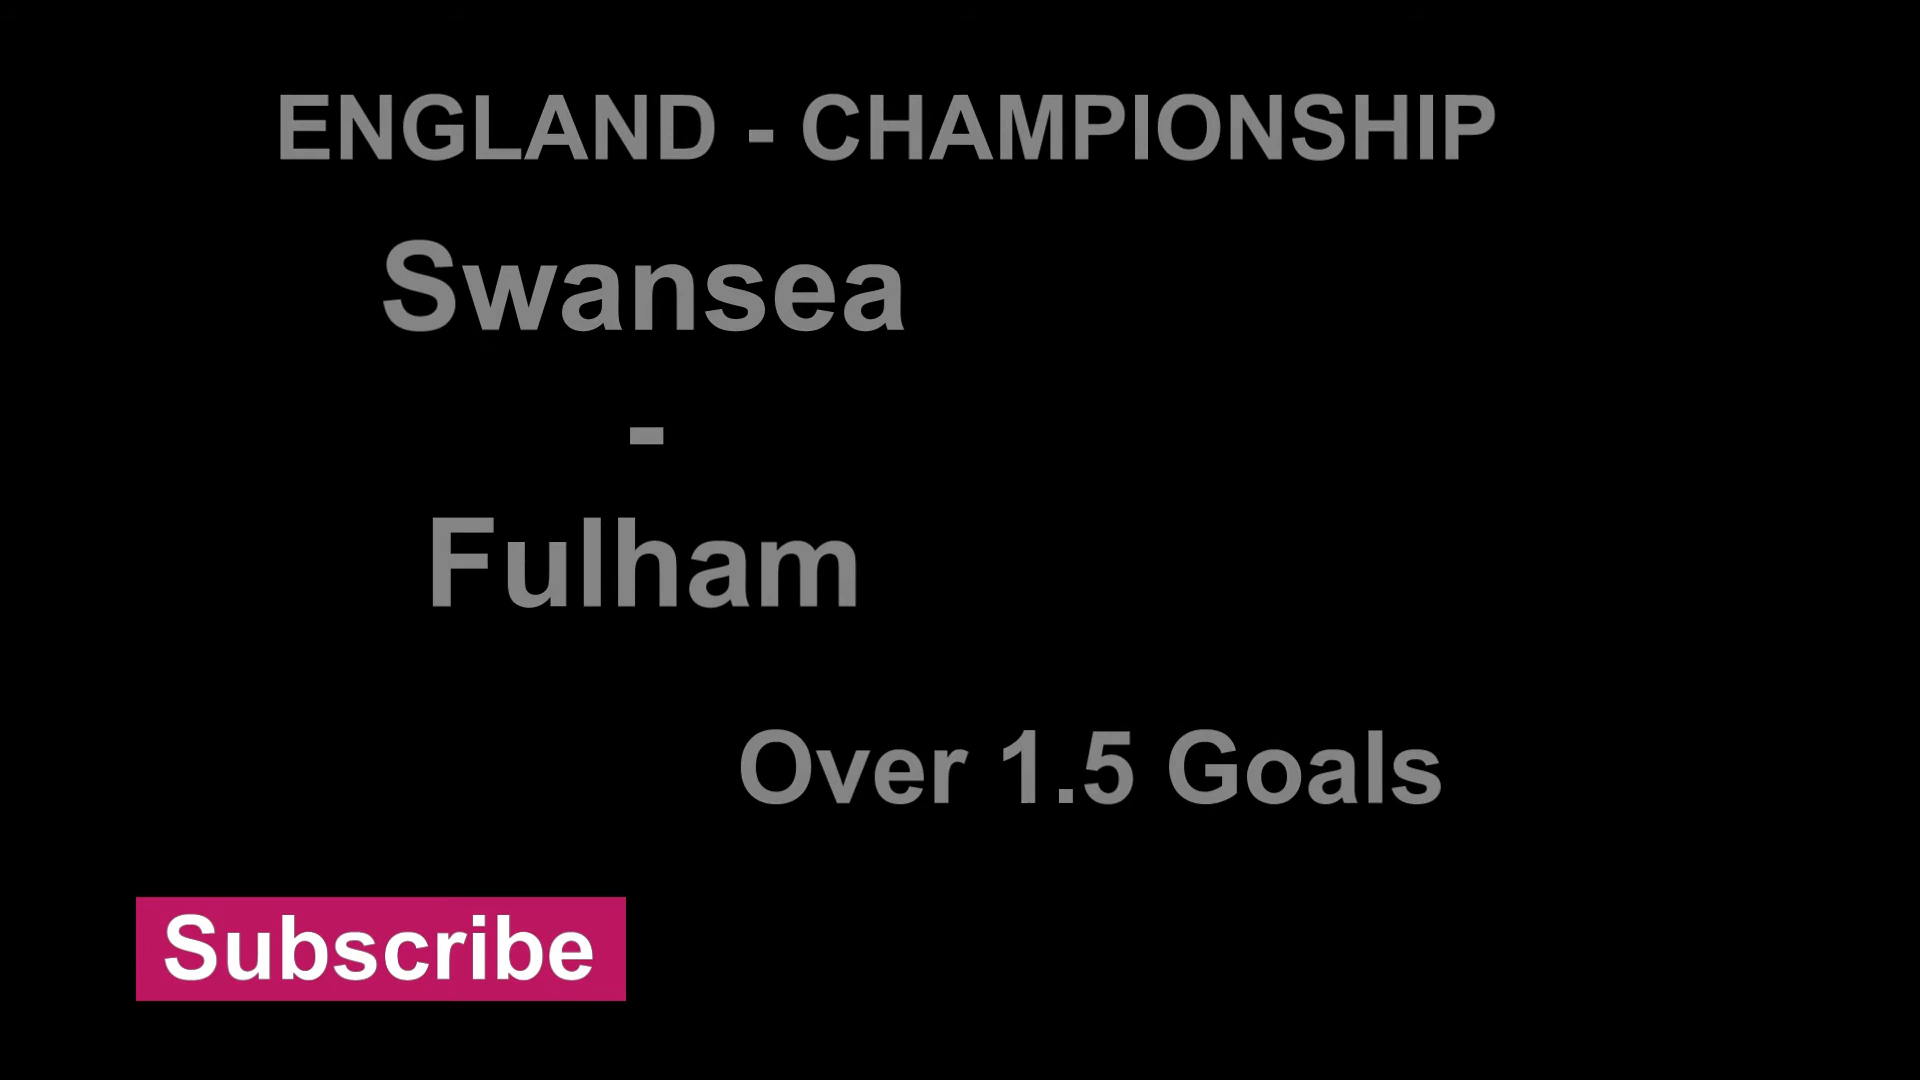 ENGLAND - CHAMPIONSHIP
Swansea
-
Fulham
Over 1.5 Goals
Subscribe